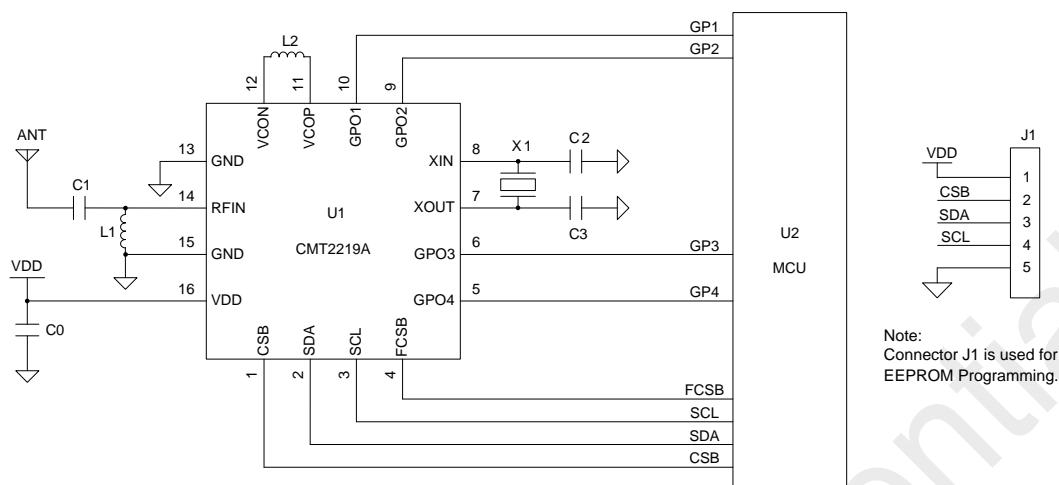 GP1
GP2
L2
12
11
10
9
VCON
VCOP
GPO1
GPO2
J1
ANT
13
GND
XIN
8
X1
C2
VDD
1
C1
14
RFIN
U1
XOUT
7
C3
CSB
2
L1
CMT2219A
U2
SDA
3
15
GND
GPO3
6
GP3
MCU
SCL
4
5
VDD
16
VDD
GPO4
5
GP4
C0
CSB
SDA
SCL
FCSB
Note:
Connector J1 is used for
EEPROM Programming.
1
2
3
4
FCSB
SCL
SDA
CSB